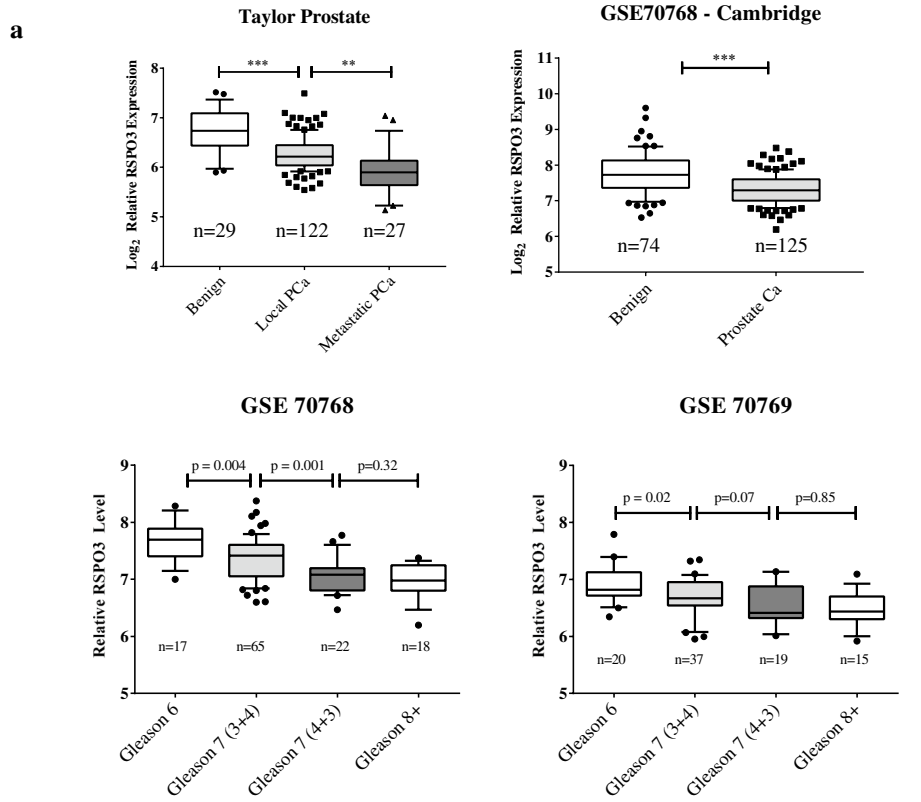 a
Taylor Prostate
Log2 Relative RSPO3 Expression
8
7
6
5
4
***
**
n=29
n=122
n=27
Benign
Local PCa
Metastatic PCa
GSE70768 - Cambridge
Log2 Relative RSPO3 Expression
11
10
9
8
7
6
5
***
n=74
n=125
Benign
Prostate Ca
GSE 70768
Relative RSPO3 Level
9
8
7
6
5
p = 0.004
p = 0.001
p=0.32
n=17
n=65
n=22
n=18
Gleason 6
Gleason 7 (3+4)
Gleason 7 (4+3)
Gleason 8+
GSE 70769
Relative RSPO3 Level
9
8
7
6
5
p = 0.02
p=0.07
p=0.85
n=20
n=37
n=19
n=15
Gleason 6
Gleason 7 (3+4)
Gleason 7 (4+3)
Gleason 8+